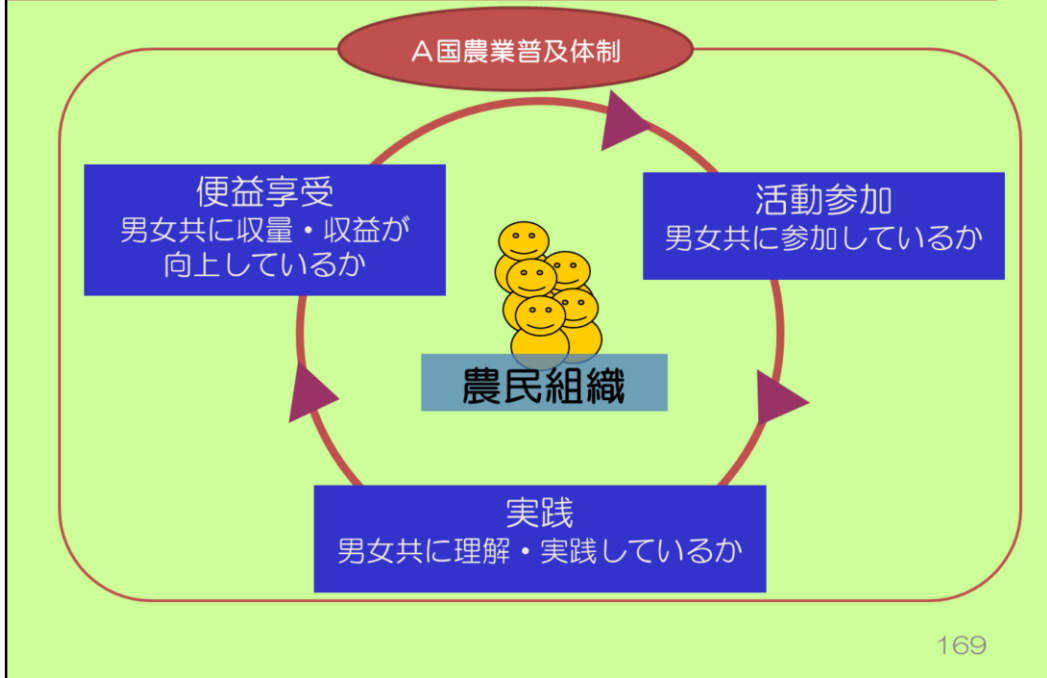 A国農業普及体制
便益享受
男女共に収量・収益が
向上しているか
活動参加
男女共に参加しているか
農民組織
実践
男女共に理解・実践しているか
169